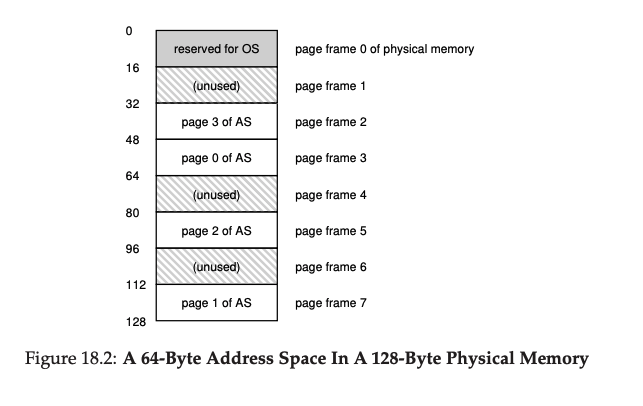 0
reserved for OS page frame 0 of physical memory
16
(unused) page frame 1
32
page 3 of AS page frame 2
48
page 0 of AS page frame 3
64
(unused) page frame 4
80
page 2 of AS page frame 5
96
(unused) page frame 6
112
page 1 of AS page frame 7
128
Figure 18.2: A 64-Byte Address Space In A 128-Byte Physical Memory